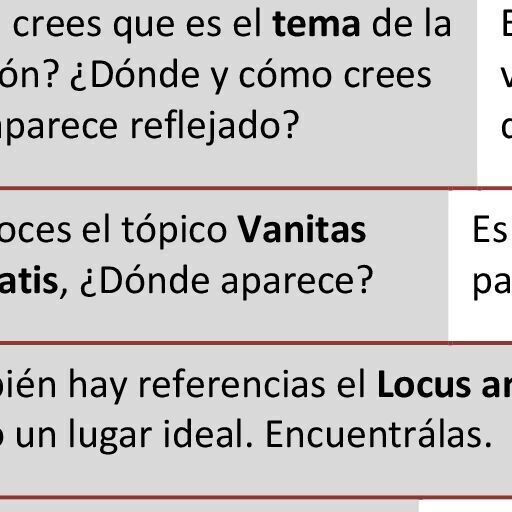 crees que es el tema de la
ón? ¿Dónde y cómo crees
aparece reflejado?
oces el tópico Vanitas
atis, ¿Dónde aparece?
Es
pa
bién hay referencias el Locus
un lugar ideal. Encuentrálas.